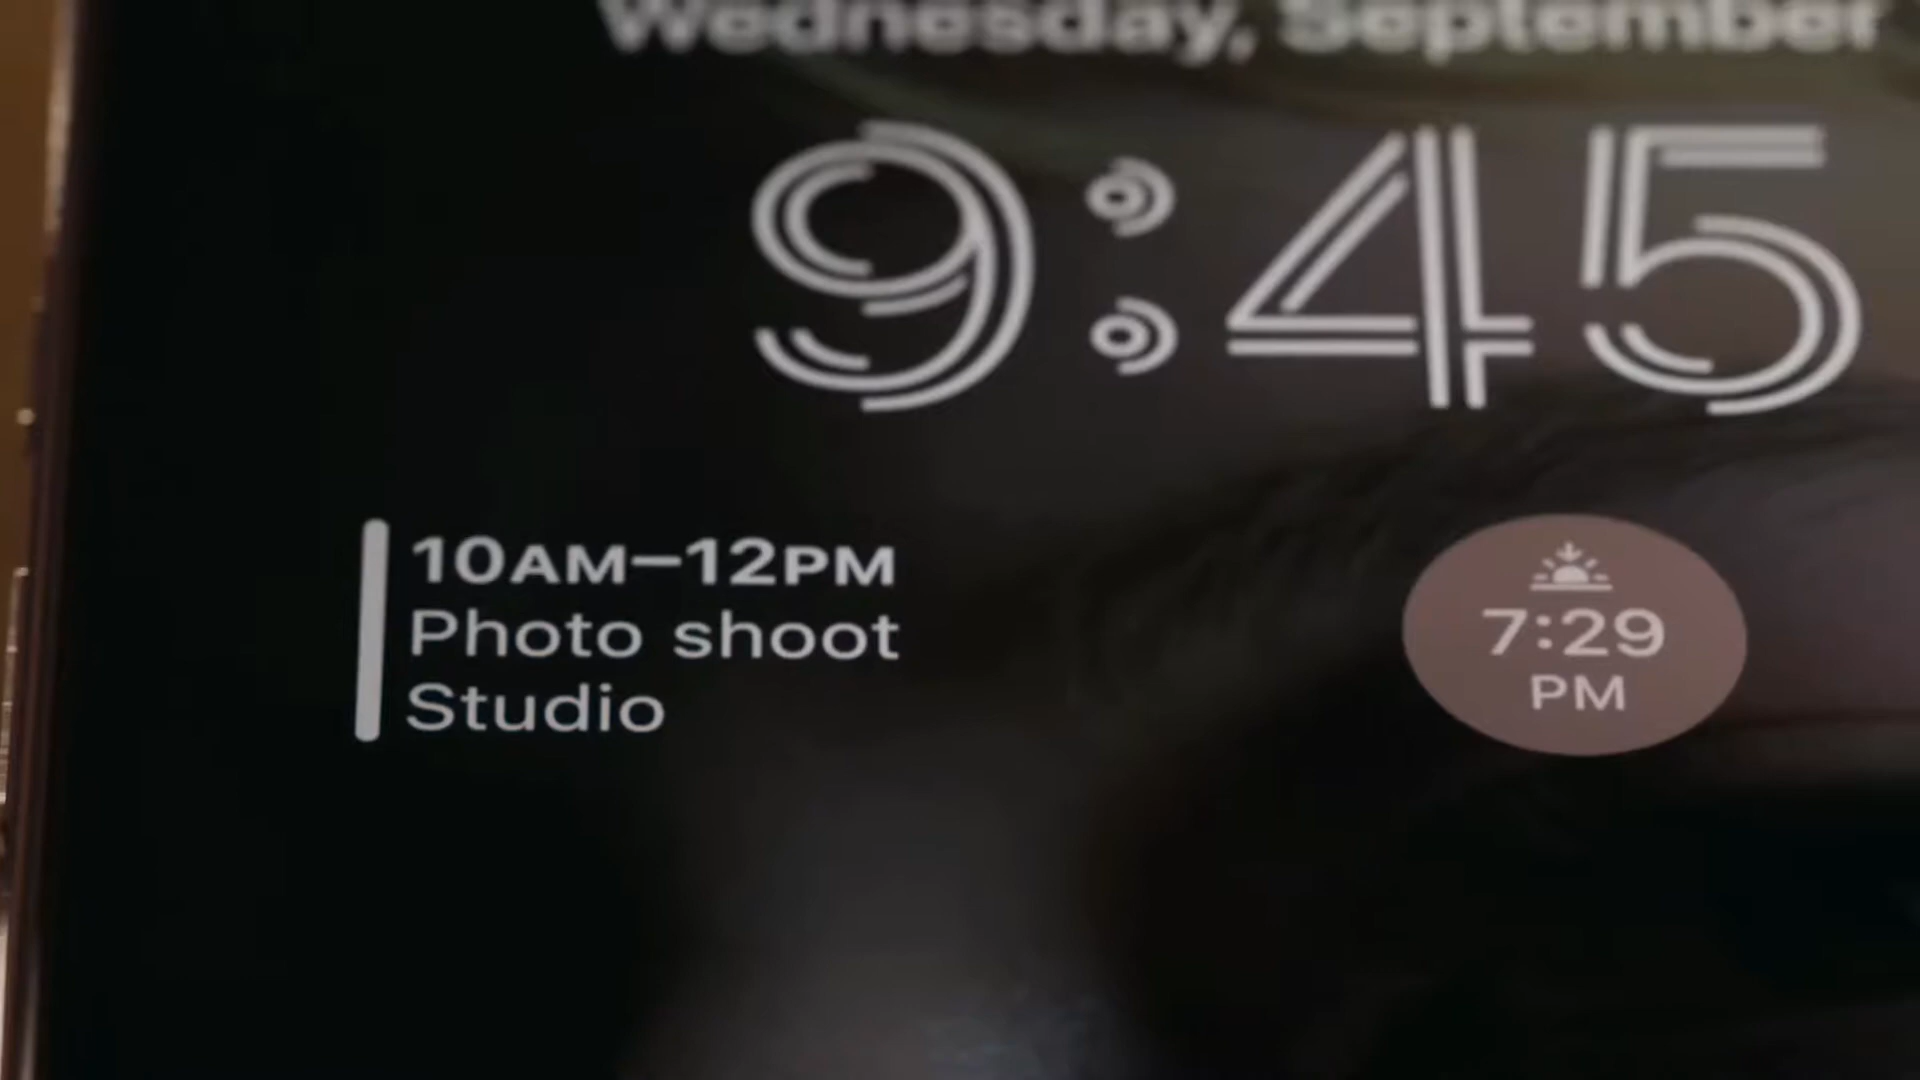 Wednesday, September
9:45
10AM–12PM
Photo shoot
Studio
7:29
PM